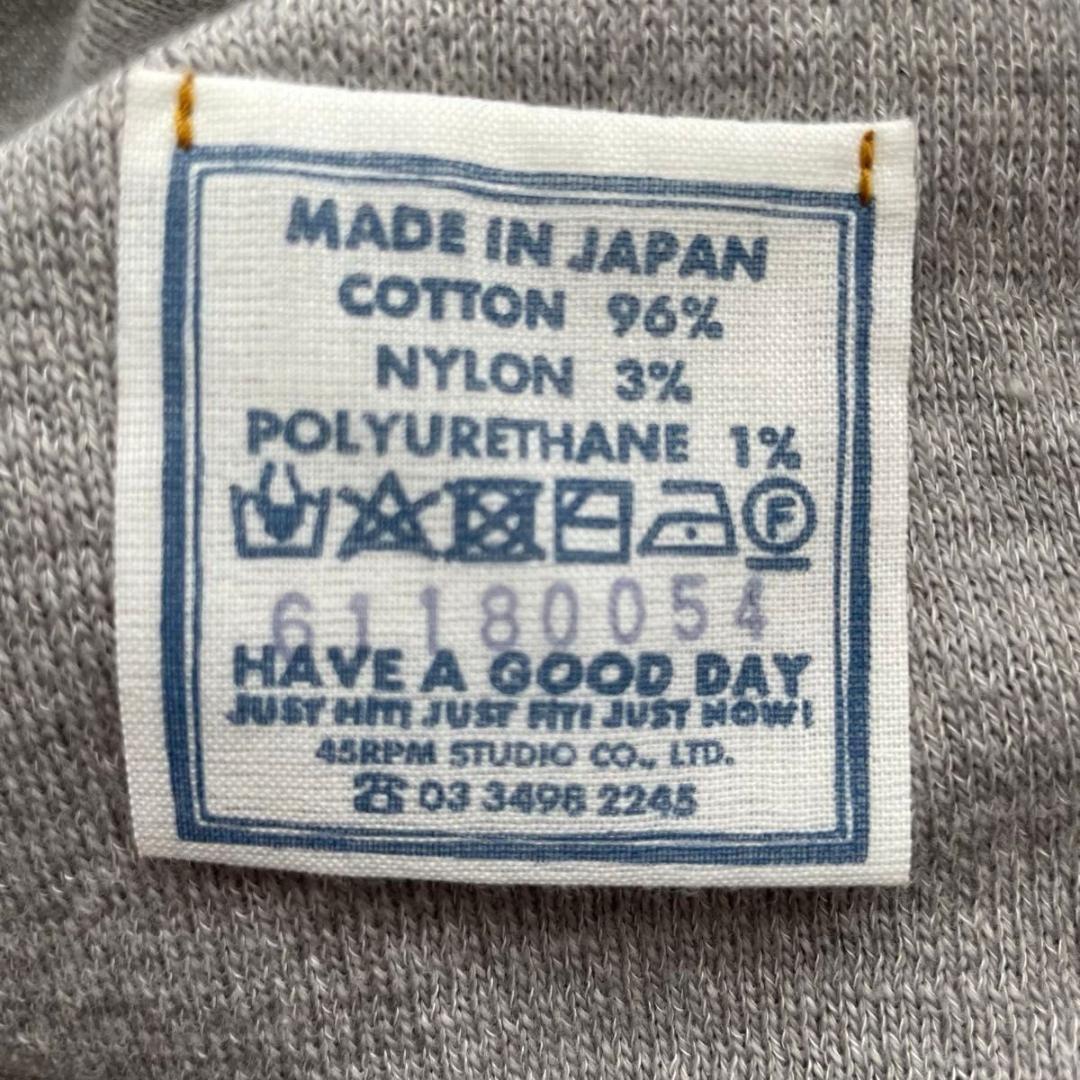 MADE IN JAPAN
COTTON 96%
NYLON 3%
POLYURETHANE 1%
F
61180054
HAVE A GOOD DAY
JUST HIT! JUST FIT! JUST NOW!
45RPM STUDIO CO., LTD.
☎ 03 3498 2245